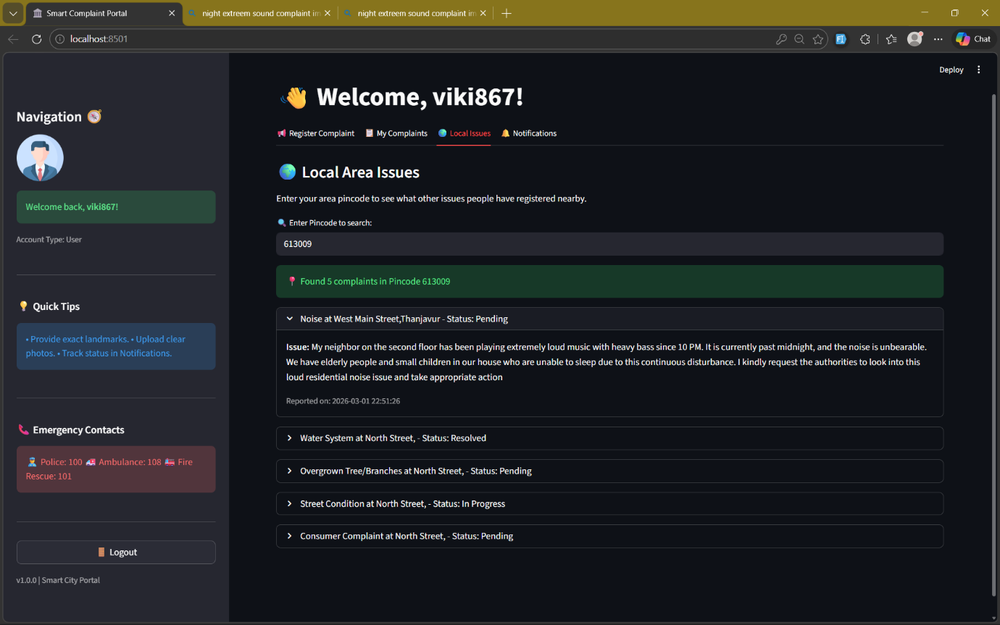 Smart Complaint Portal
night extreem sound complaint im
night extreem sound complaint im
localhost:8501
Chat
Deploy
Navigation 🧭
Welcome back, viki867!
Account Type: User
💡 Quick Tips
• Provide exact landmarks. • Upload clear
photos. • Track status in Notifications.
📞 Emergency Contacts
👮 Police: 100 🚑 Ambulance: 108 🚒 Fire
Rescue: 101
🚪 Logout
v1.0.0 | Smart City Portal
👋 Welcome, viki867!
📢 Register Complaint 📋 My Complaints 🌍 Local Issues 🔔 Notifications
🌍 Local Area Issues
Enter your area pincode to see what other issues people have registered nearby.
🔍 Enter Pincode to search:
613009
📍 Found 5 complaints in Pincode 613009
Noise at West Main Street,Thanjavur - Status: Pending
Issue: My neighbor on the second floor has been playing extremely loud music with heavy bass since 10 PM. It is currently past midnight, and the noise is unbearable.
We have elderly people and small children in our house who are unable to sleep due to this continuous disturbance. I kindly request the authorities to look into this
loud residential noise issue and take appropriate action
Reported on: 2026-03-01 22:51:26
Water System at North Street, - Status: Resolved
Overgrown Tree/Branches at North Street, - Status: Pending
Street Condition at North Street, - Status: In Progress
Consumer Complaint at North Street, - Status: Pending